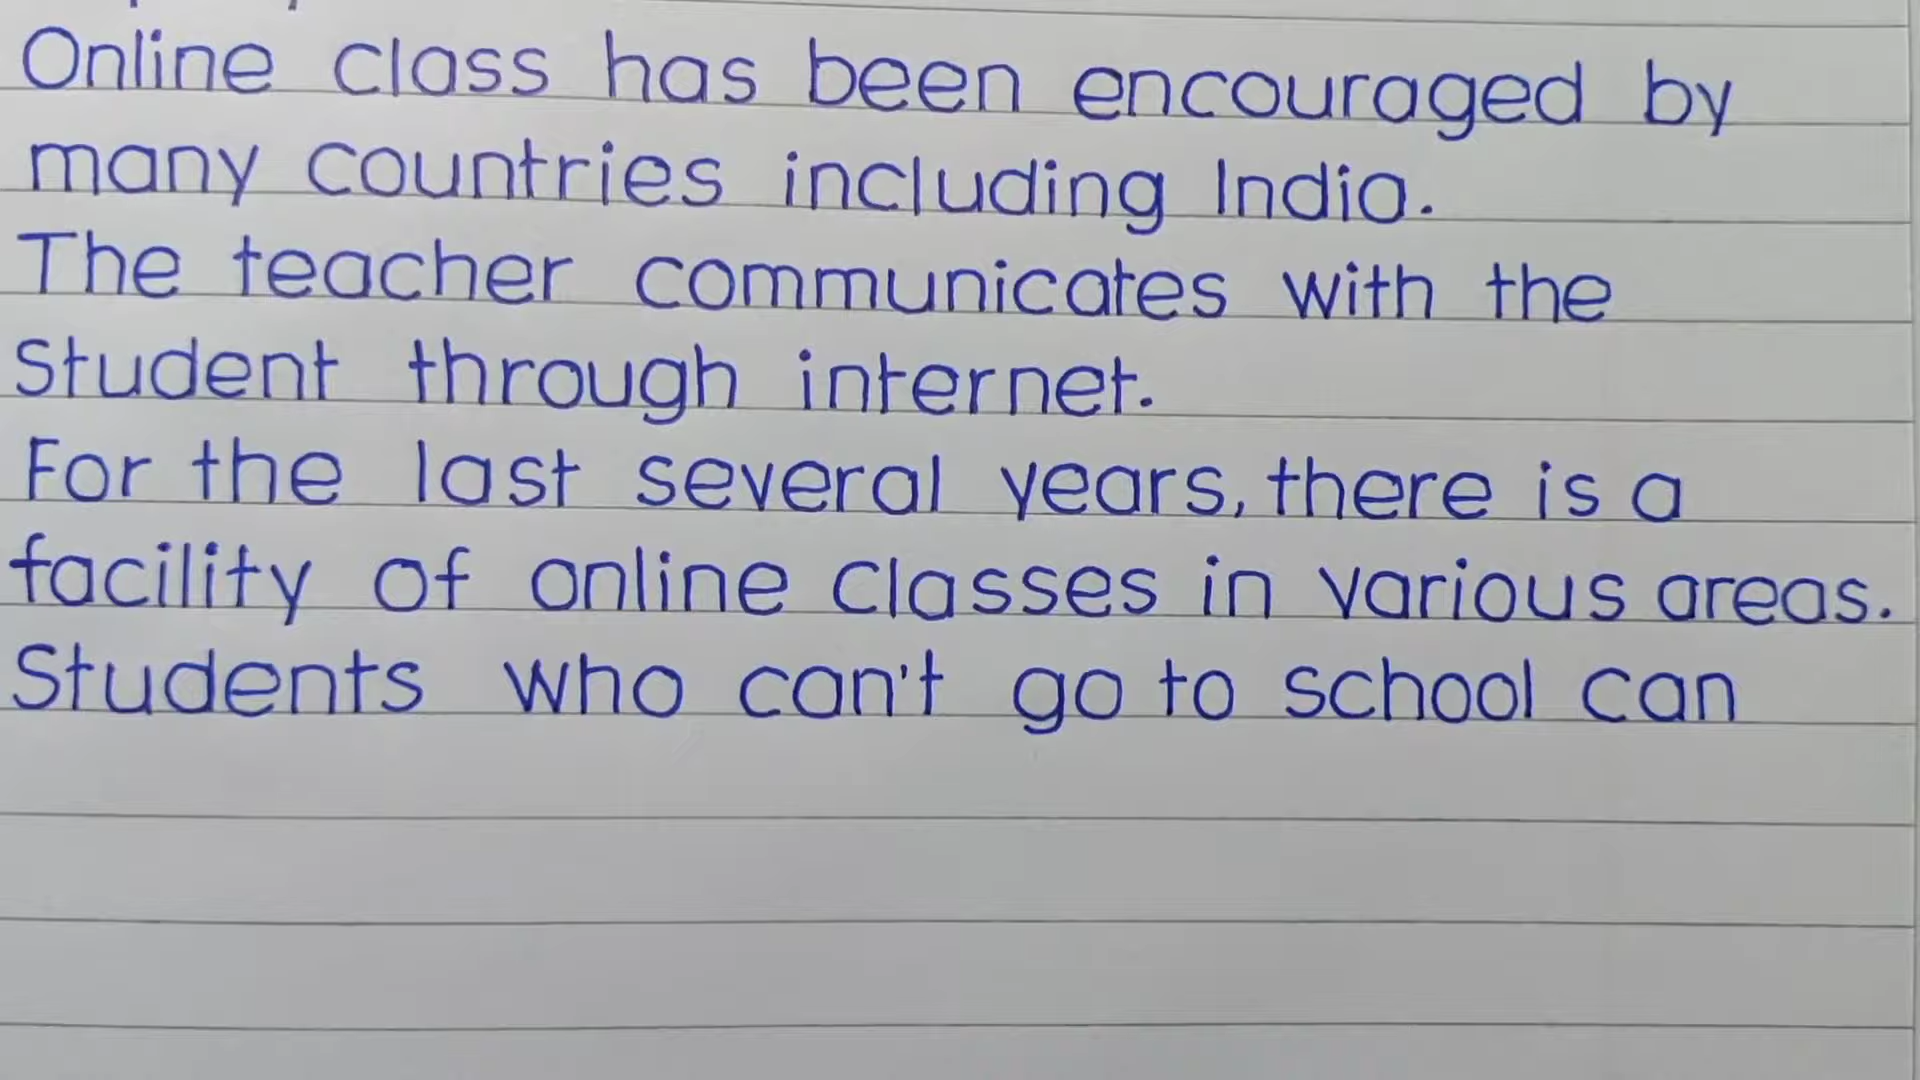 Online class has been encouraged by
many countries including India.
The teacher communicates with the
Student through internet.
For the last several years, there is a
facility of online classes in various areas.
Students who can't go to school can